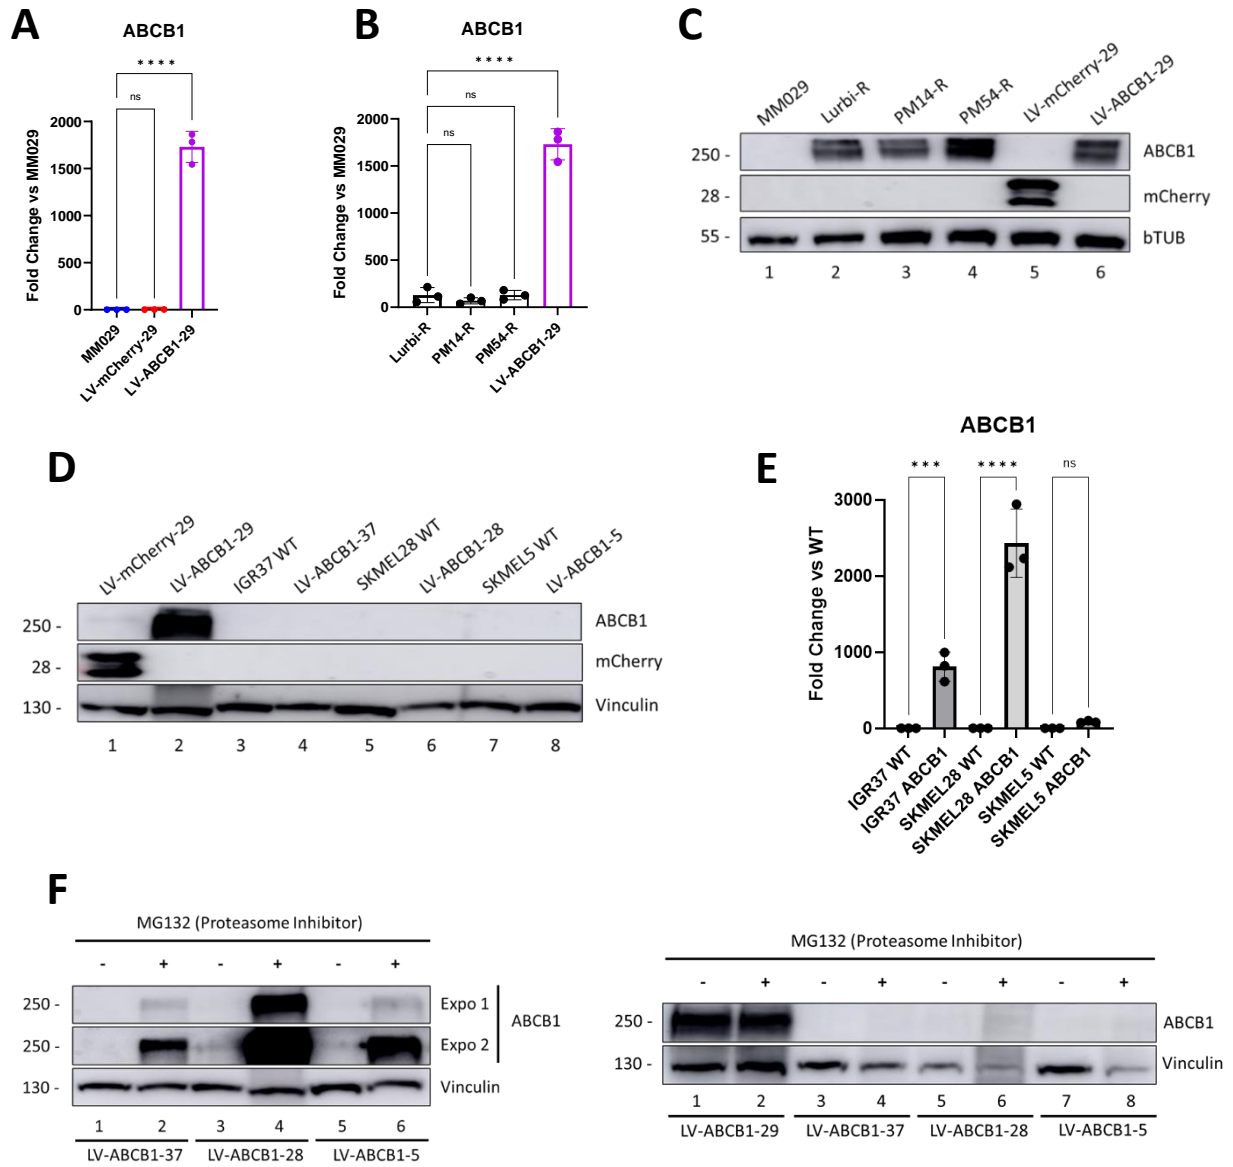 A
ABCB1
****
ns
Fold Change vs MM029
2000
1500
1000
500
0
MM029
LV-mCherry-29
LV-ABCB1-29
B
ABCB1
****
ns
ns
Fold Change vs MM029
2000
1500
1000
500
0
Lurbi-R
PM14-R
PM54-R
LV-ABCB1-29
C
MM029
Lurbi-R
PM14-R
PM54-R
LV-mCherry-29
LV-ABCB1-29
250 -
ABCB1
28 -
mCherry
55 -
bTUB
1 2 3 4 5 6
D
LV-mCherry-29
LV-ABCB1-29
IGR37 WT
LV-ABCB1-37
SKMEL28 WT
LV-ABCB1-28
SKMEL5 WT
LV-ABCB1-5
250 -
ABCB1
28 -
mCherry
130 -
Vinculin
1 2 3 4 5 6 7 8
E
ABCB1
*** **** ns
Fold Change vs WT
3000
2000
1000
0
IGR37 WT
IGR37 ABCB1
SKMEL28 WT
SKMEL28 ABCB1
SKMEL5 WT
SKMEL5 ABCB1
F
MG132 (Proteasome Inhibitor)
- + - + - +
250 -
Expo 1
250 -
Expo 2
ABCB1
130 -
Vinculin
1 2 3 4 5 6
LV-ABCB1-37 LV-ABCB1-28 LV-ABCB1-5
MG132 (Proteasome Inhibitor)
- + - + - + - +
250 -
ABCB1
130 -
Vinculin
1 2 3 4 5 6 7 8
LV-ABCB1-29 LV-ABCB1-37 LV-ABCB1-28 LV-ABCB1-5